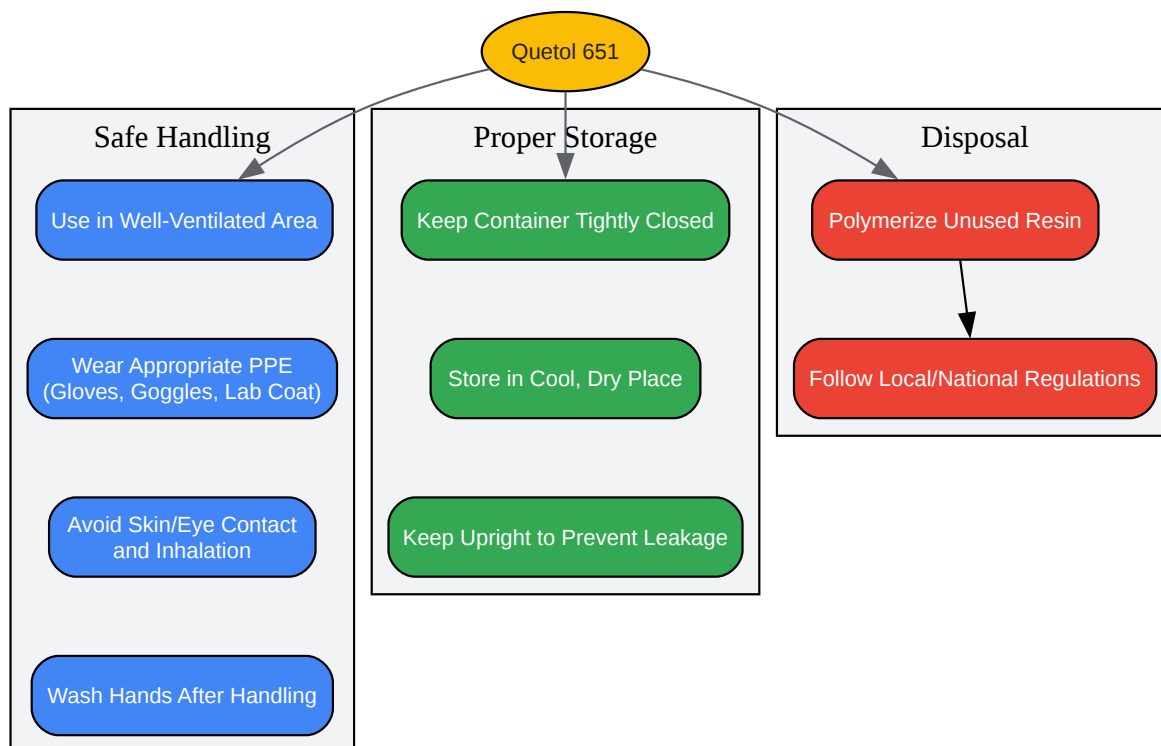 Quetol 651
Safe Handling
Use in Well-Ventilated Area
Wear Appropriate PPE
(Gloves, Goggles, Lab Coat)
Avoid Skin/Eye Contact
and Inhalation
Wash Hands After Handling
Proper Storage
Keep Container Tightly Closed
Store in Cool, Dry Place
Keep Upright to Prevent Leakage
Disposal
Polymerize Unused Resin
Follow Local/National Regulations